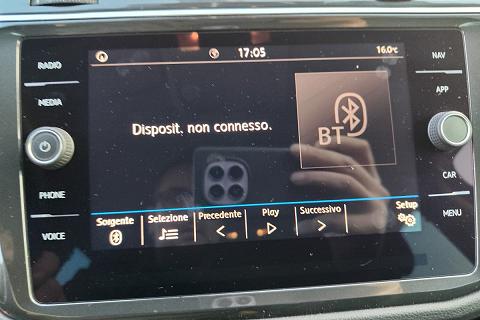 RADIO
MEDIA
PHONE
VOICE
17:05
16.0°C
Disposit. non connesso.
BT
Sorgente
Selezione
Precedente
Play
Successivo
Setup
NAV
APP
CAR
MENU